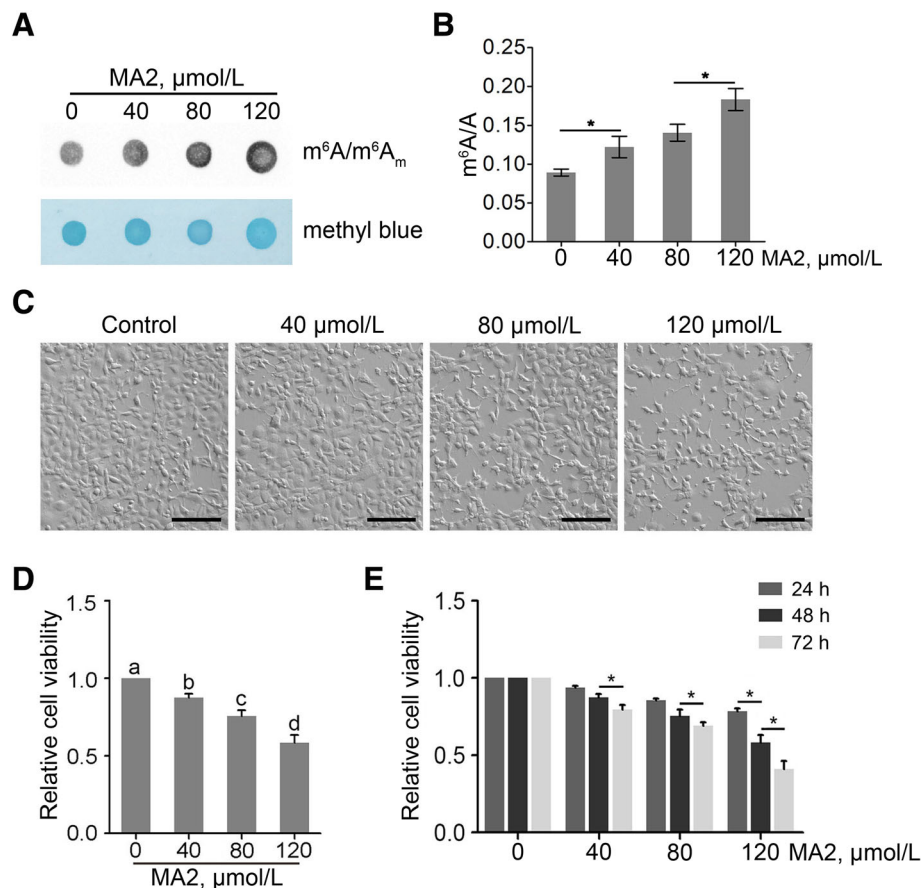 A
MA2, µmol/L
0 40 80 120
m⁶A/m⁶Aₘ
methyl blue
B
m⁶A/A
0.25
0.20
0.15
0.10
0.05
0.00
* *
0 40 80 120 MA2, µmol/L
C
Control 40 µmol/L 80 µmol/L 120 µmol/L
D
Relative cell viability
1.5
1.0
0.5
0.0
a b c d
0 40 80 120
MA2, µmol/L
E
Relative cell viability
1.5
1.0
0.5
0.0
24 h
48 h
72 h
* * * *
0 40 80 120 MA2, µmol/L